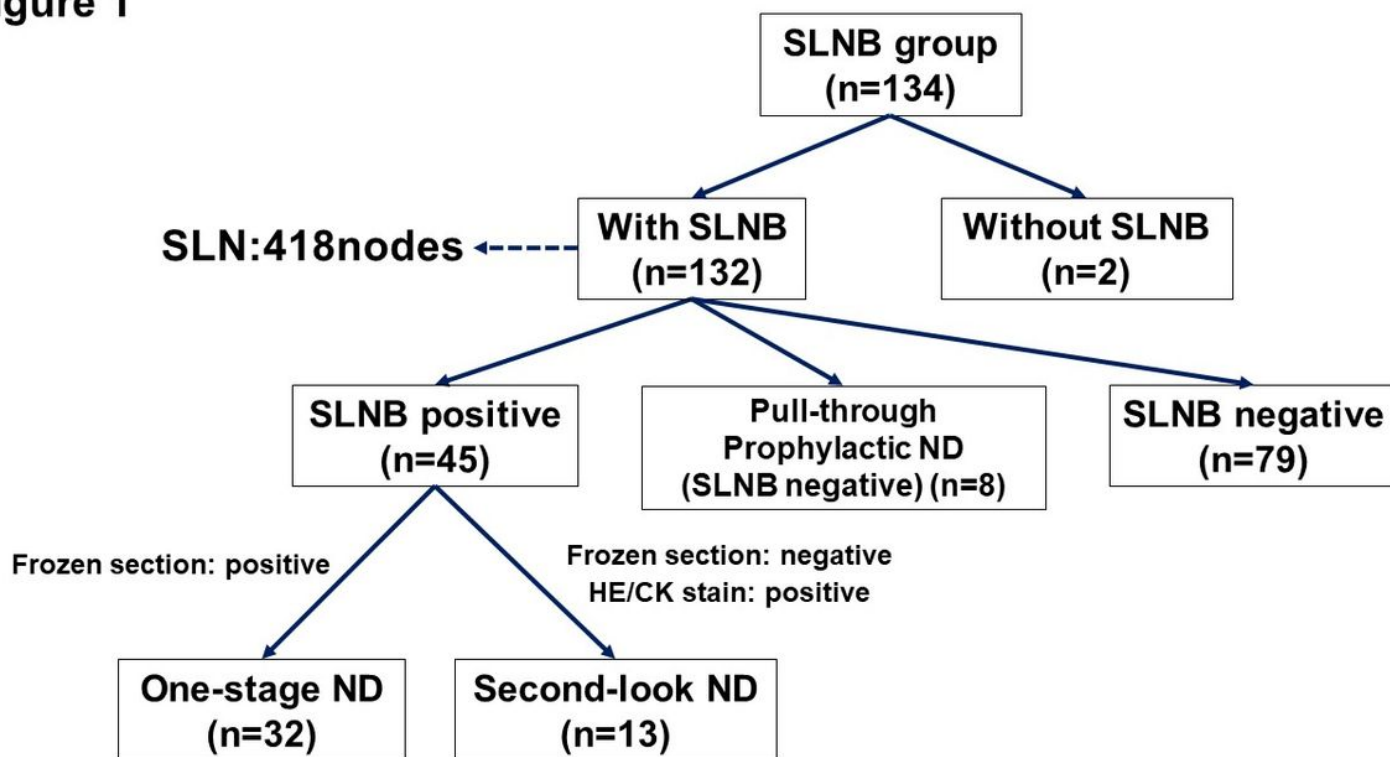 gure 1
SLNB group
(n=134)
With SLNB
(n=132)
Without SLNB
(n=2)
SLN:418nodes
SLNB positive
(n=45)
Pull-through
Prophylactic ND
(SLNB negative) (n=8)
SLNB negative
(n=79)
Frozen section: positive
Frozen section: negative
HE/CK stain: positive
One-stage ND
(n=32)
Second-look ND
(n=13)